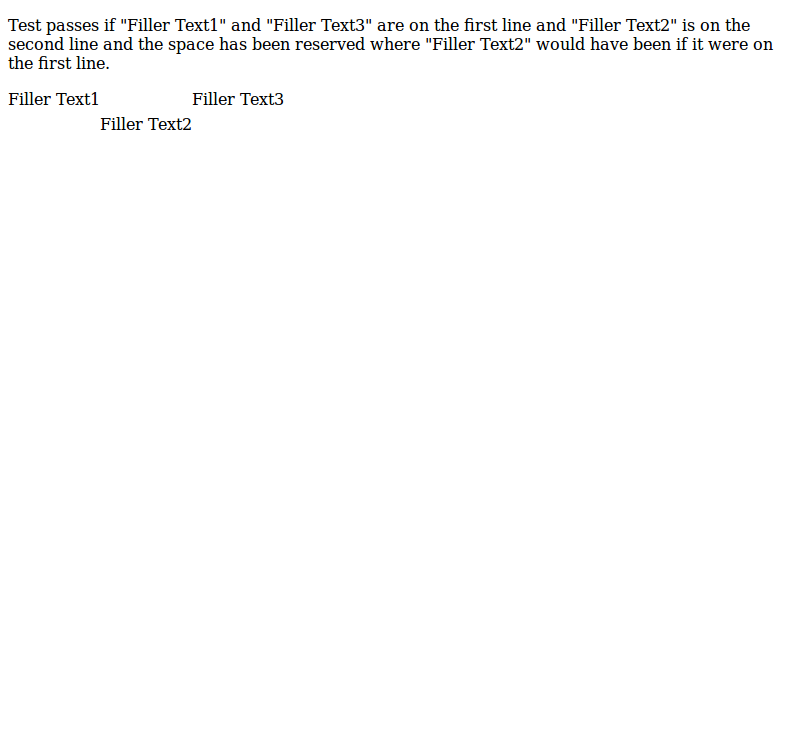 Test passes if "Filler Text1" and "Filler Text3" are on the first line and "Filler Text2" is on the
second line and the space has been reserved where "Filler Text2" would have been if it were on
the first line.
Filler Text1 Filler Text3
Filler Text2